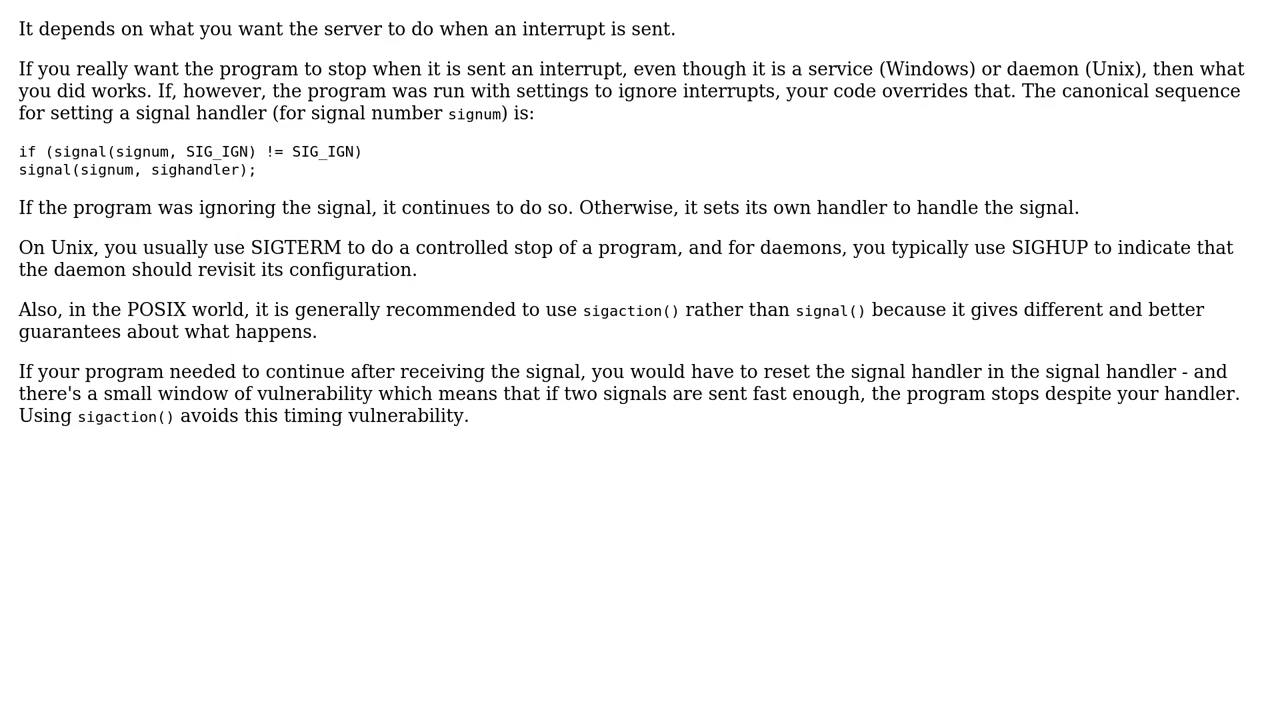 It depends on what you want the server to do when an interrupt is sent.
If you really want the program to stop when it is sent an interrupt, even though it is a service (Windows) or daemon (Unix), then what
you did works. If, however, the program was run with settings to ignore interrupts, your code overrides that. The canonical sequence
for setting a signal handler (for signal number signum) is:
if (signal(signum, SIG_IGN) != SIG_IGN)
signal(signum, sighandler);
If the program was ignoring the signal, it continues to do so. Otherwise, it sets its own handler to handle the signal.
On Unix, you usually use SIGTERM to do a controlled stop of a program, and for daemons, you typically use SIGHUP to indicate that
the daemon should revisit its configuration.
Also, in the POSIX world, it is generally recommended to use sigaction() rather than signal() because it gives different and better
guarantees about what happens.
If your program needed to continue after receiving the signal, you would have to reset the signal handler in the signal handler - and
there's a small window of vulnerability which means that if two signals are sent fast enough, the program stops despite your handler.
Using sigaction() avoids this timing vulnerability.